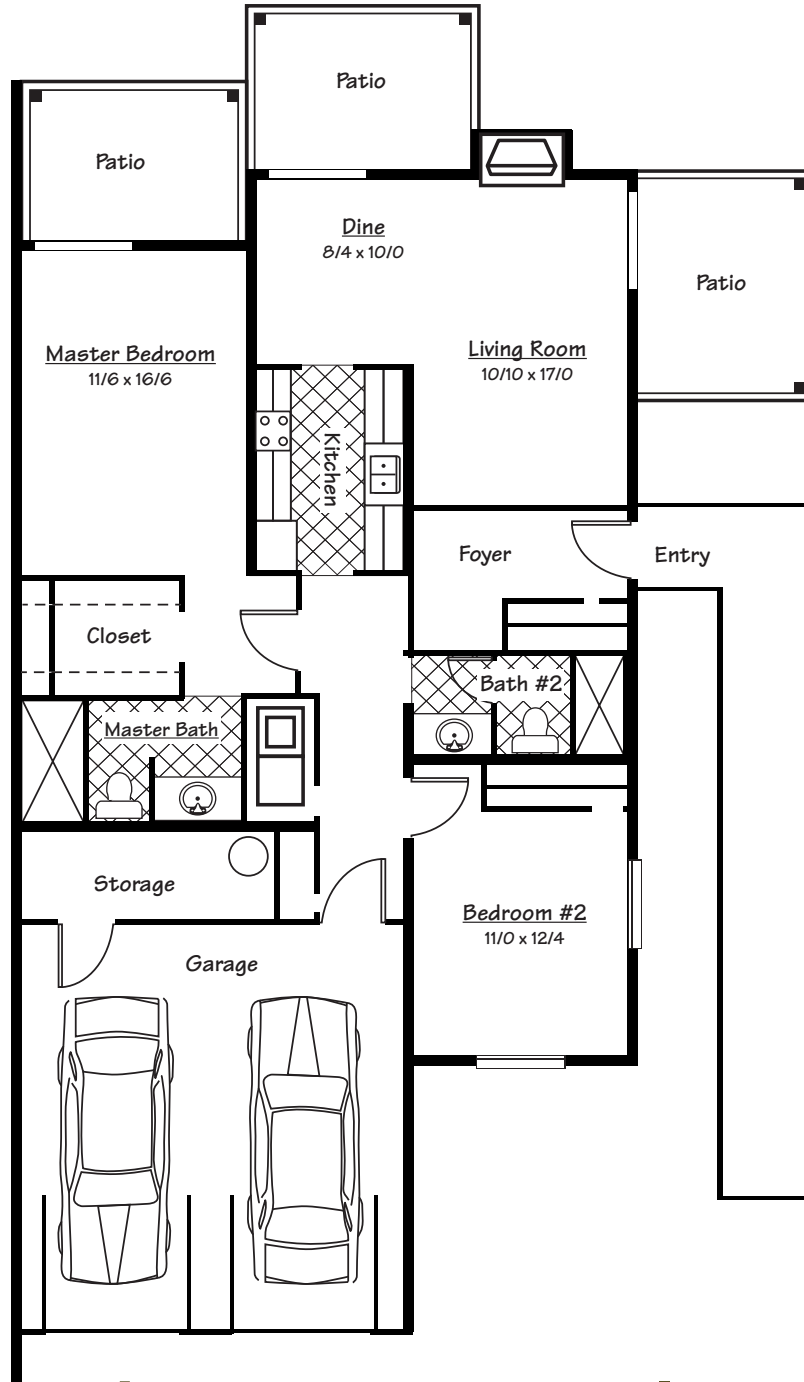 Patio
Patio
Dine
8/4 x 10/0
Patio
Master Bedroom
11/6 x 16/6
Living Room
10/10 x 17/0
Kitchen
Foyer
Entry
Closet
Bath #2
Master Bath
Storage
Bedroom #2
11/0 x 12/4
Garage